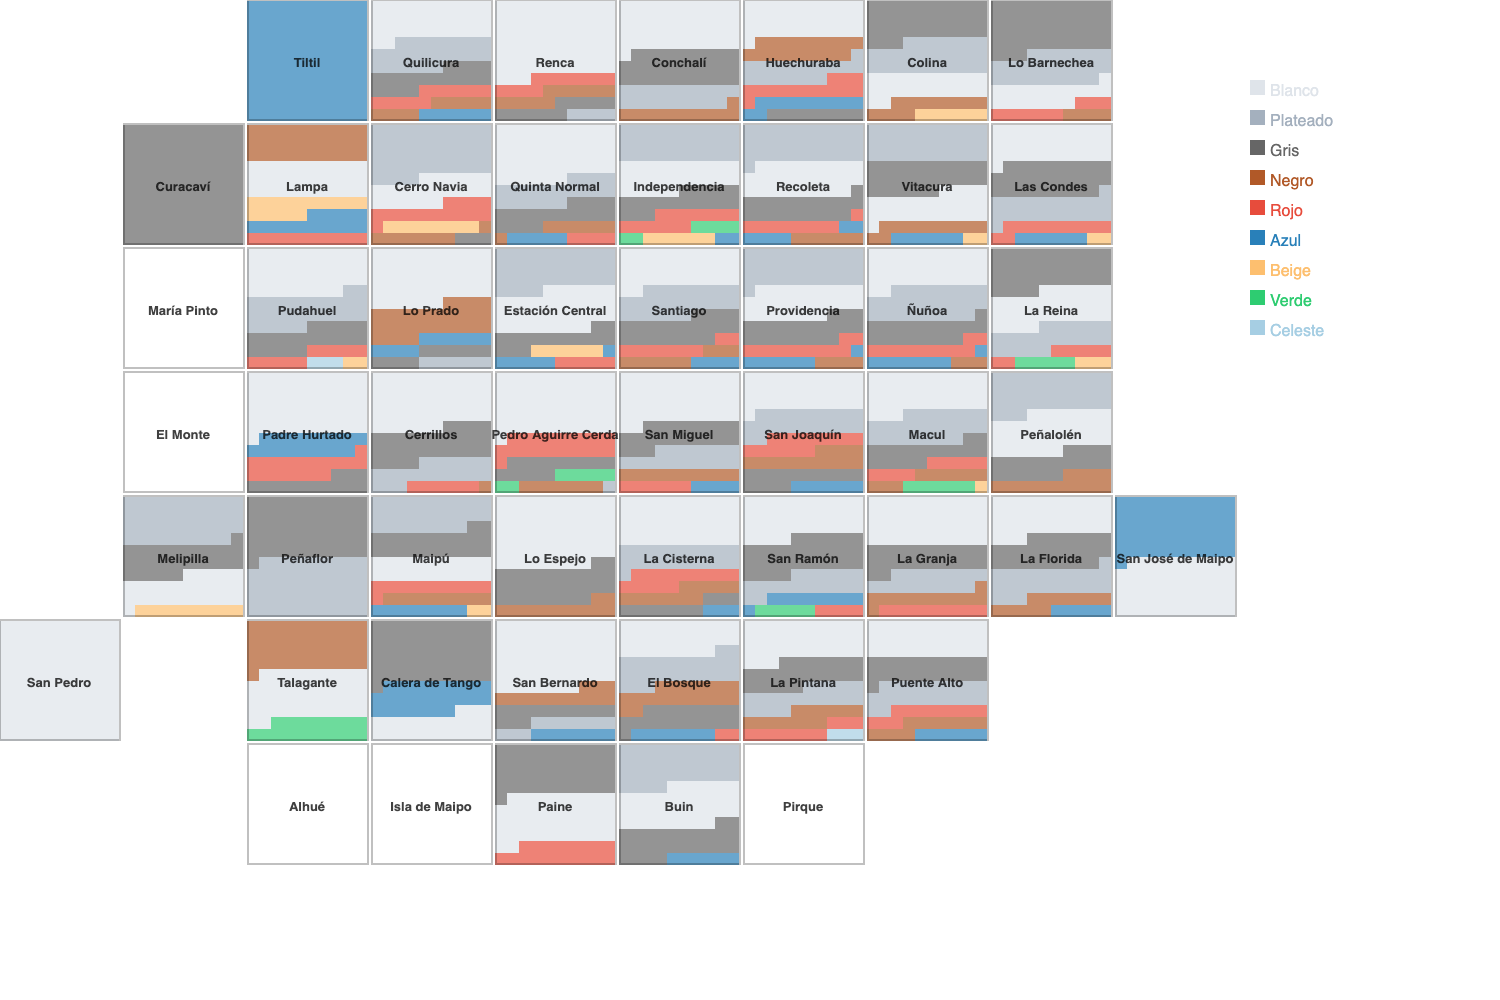 Tiltil
Quilicura
Renca
Conchalí
Huechuraba
Colina
Lo Barnechea
Blanco
Plateado
Gris
Negro
Rojo
Azul
Beige
Verde
Celeste
Curacaví
Lampa
Cerro Navia
Quinta Normal
Independencia
Recoleta
Vitacura
Las Condes
María Pinto
Pudahuel
Lo Prado
Estación Central
Santiago
Providencia
Ñuñoa
La Reina
El Monte
Padre Hurtado
Cerrillos
Pedro Aguirre Cerda
San Miguel
San Joaquín
Macul
Peñalolén
Melipilla
Peñaflor
Maipú
Lo Espejo
La Cisterna
San Ramón
La Granja
La Florida
San José de Maipo
San Pedro
Talagante
Calera de Tango
San Bernardo
El Bosque
La Pintana
Puente Alto
Alhué
Isla de Maipo
Paine
Buin
Pirque